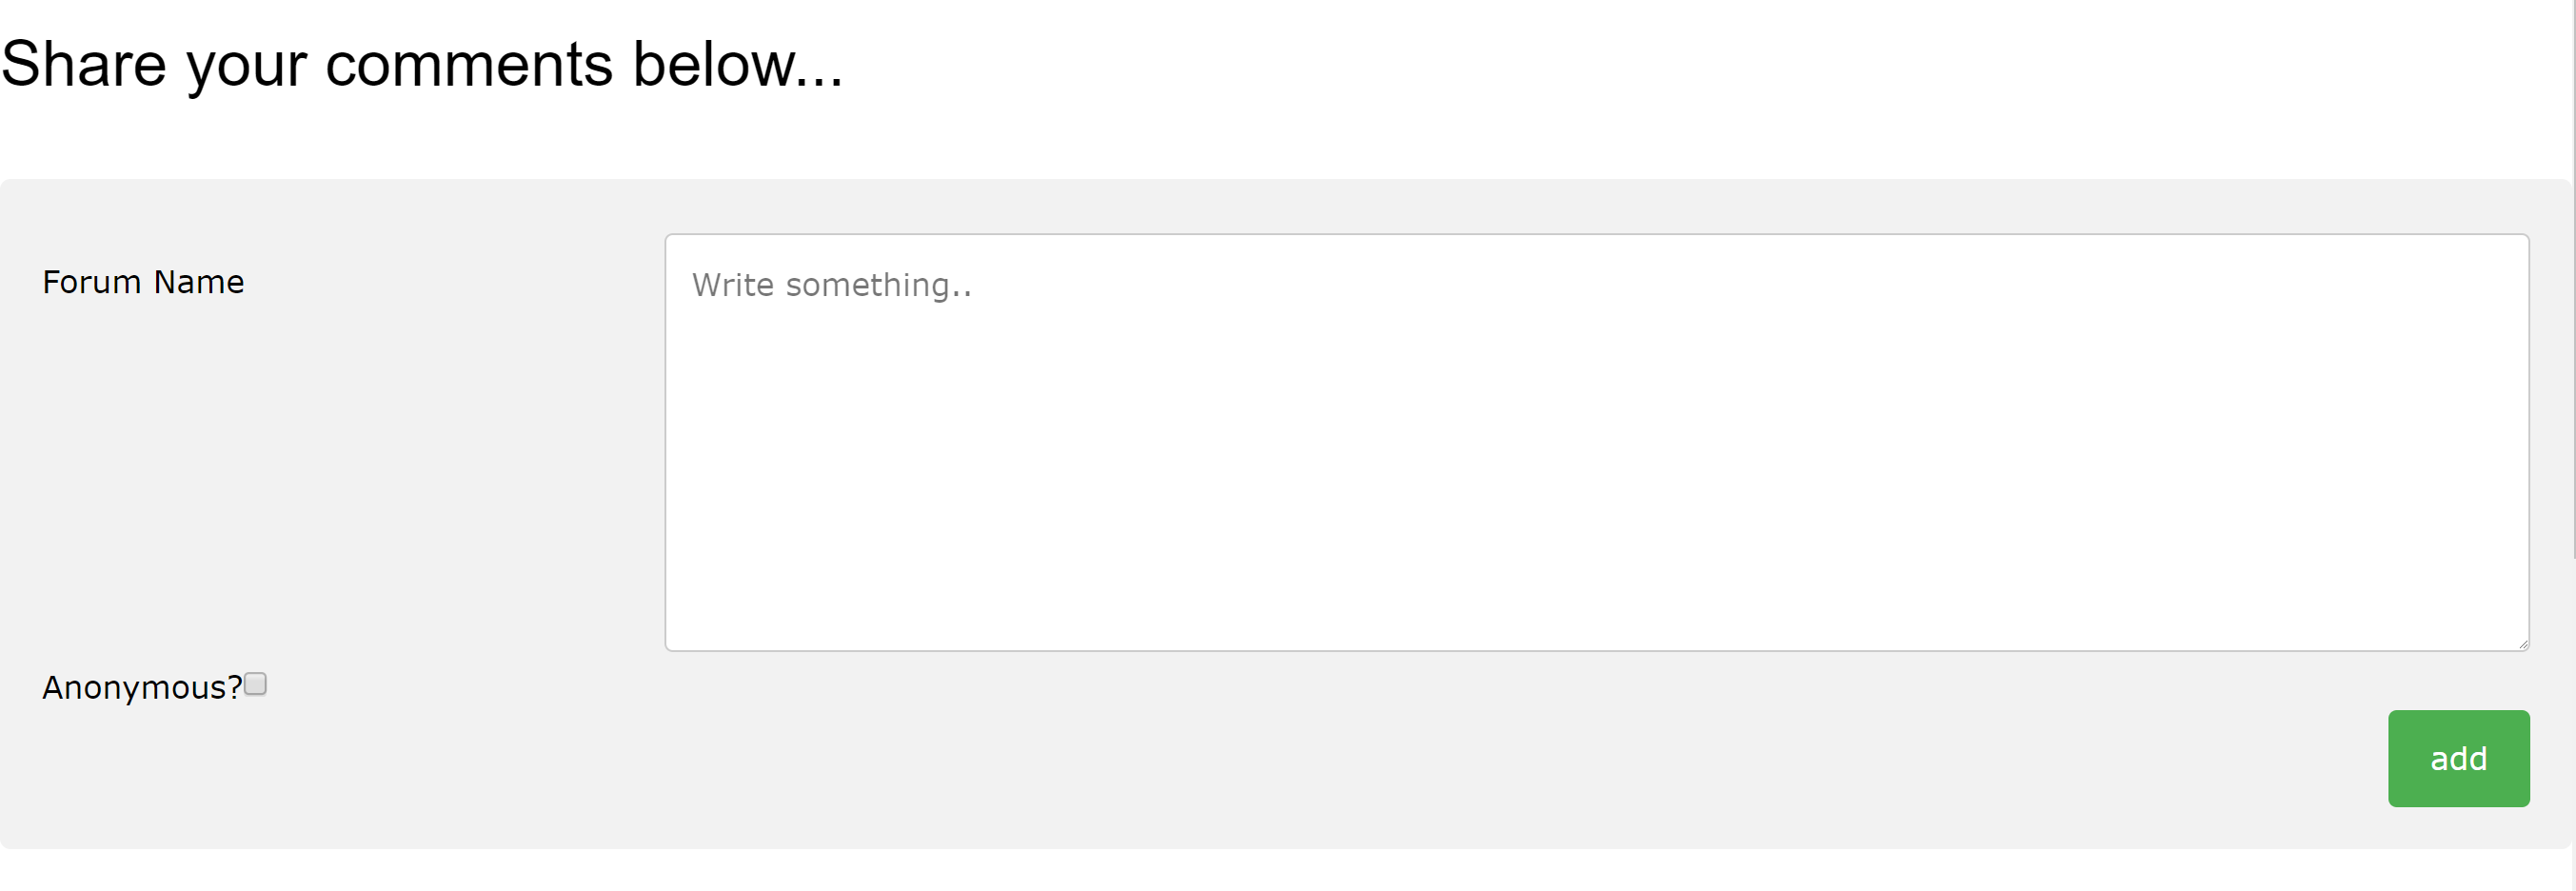 Share your comments below...
Forum Name
Write something..
Anonymous?
add